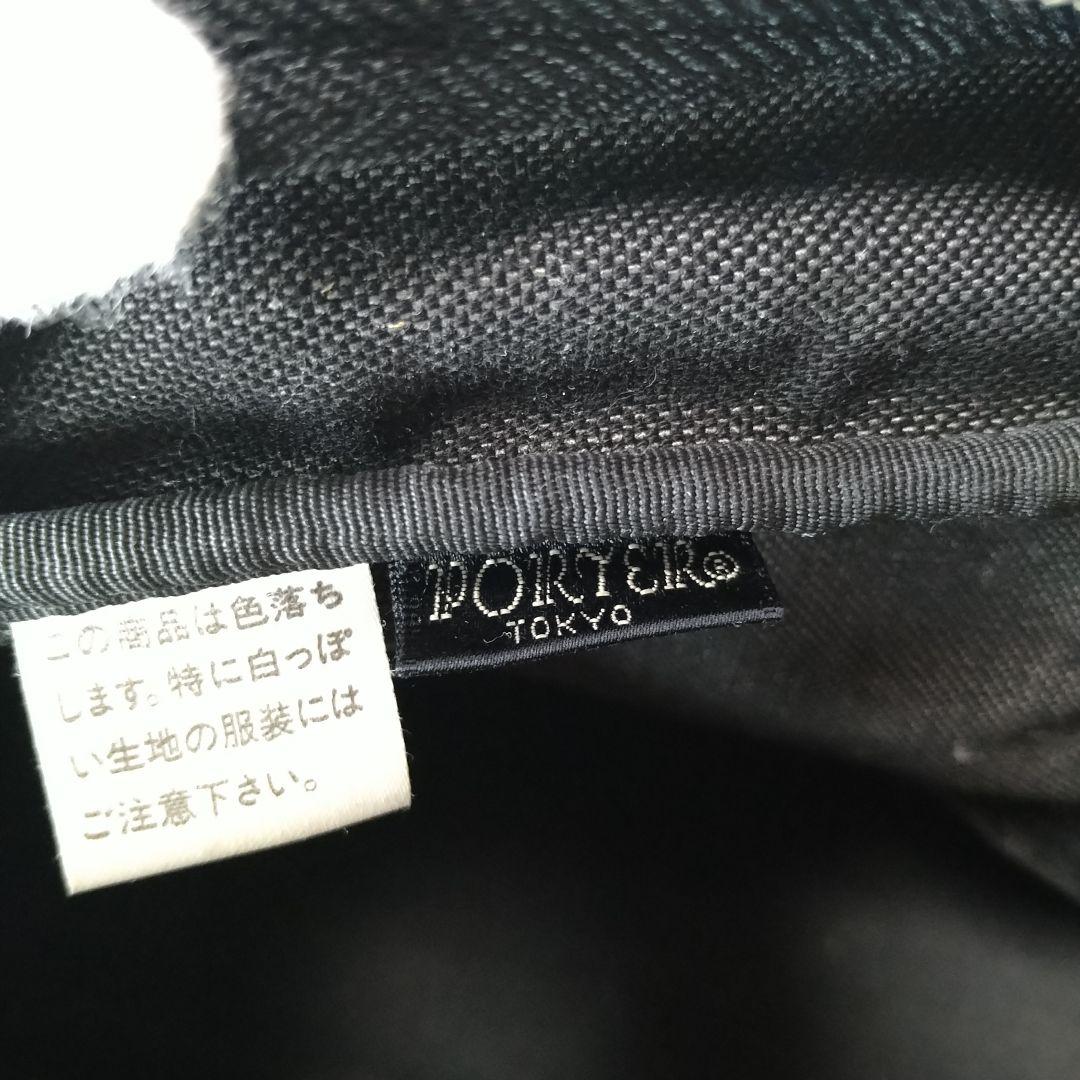 この商品は色落ち
します。特に白っぽ
い生地の服装には
ご注意下さい。
PORTER®
TOKYO